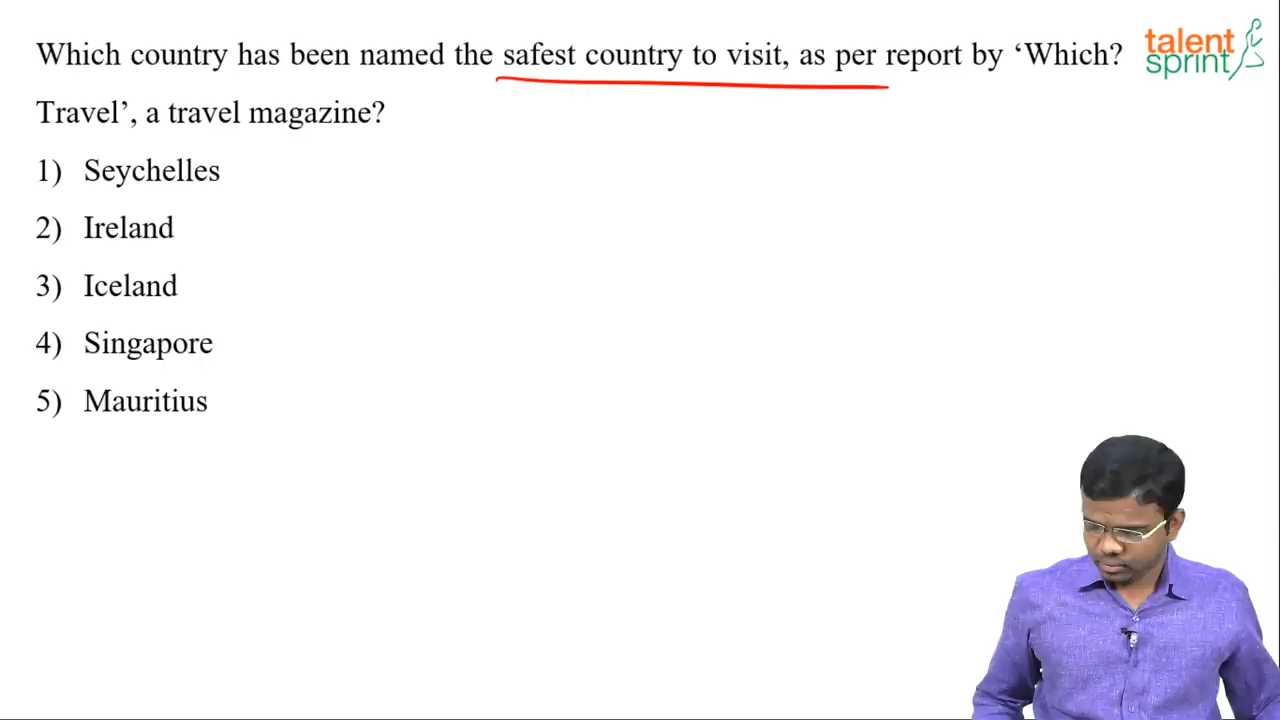 Which country has been named the safest country to visit, as per report by ‘Which?
Travel’, a travel magazine?
1) Seychelles
2) Ireland
3) Iceland
4) Singapore
5) Mauritius
talent
sprint